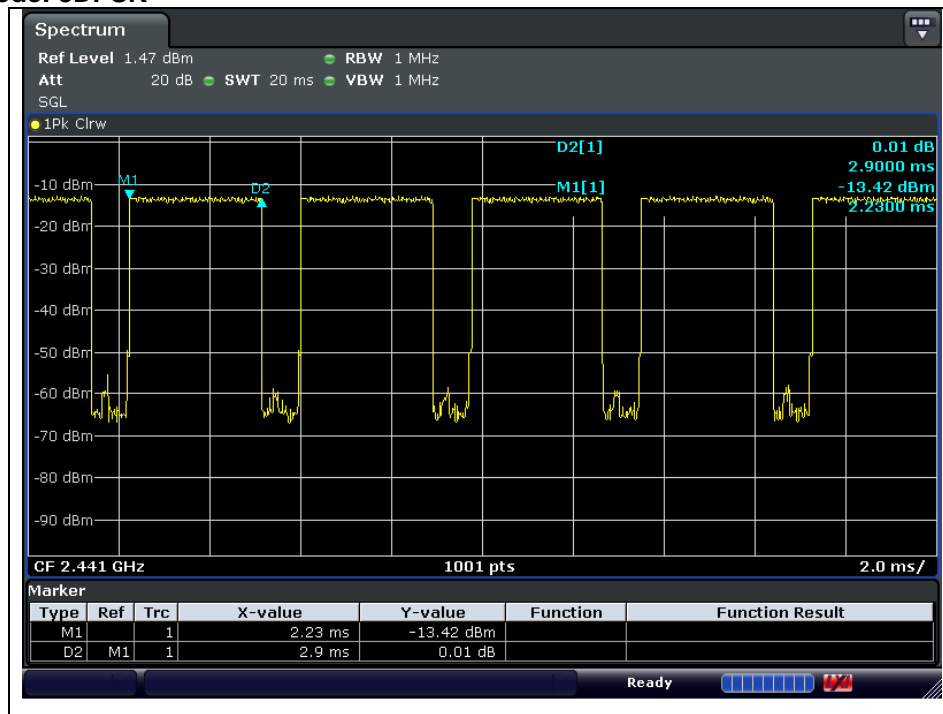 Spectrum
Ref Level 1.47 dBm RBW 1 MHz
Att 20 dB SWT 20 ms VBW 1 MHz
SGL
1Pk Clrw
D2[1] 0.01 dB
2.9000 ms
-10 dBm M1 D2 M1[1] -13.42 dBm
2.2300 ms
-20 dBm
-30 dBm
-40 dBm
-50 dBm
-60 dBm
-70 dBm
-80 dBm
-90 dBm
CF 2.441 GHz 1001 pts 2.0 ms/
Marker
Type Ref Trc X-value Y-value Function Function Result
M1 1 2.23 ms -13.42 dBm
D2 M1 1 2.9 ms 0.01 dB
Ready